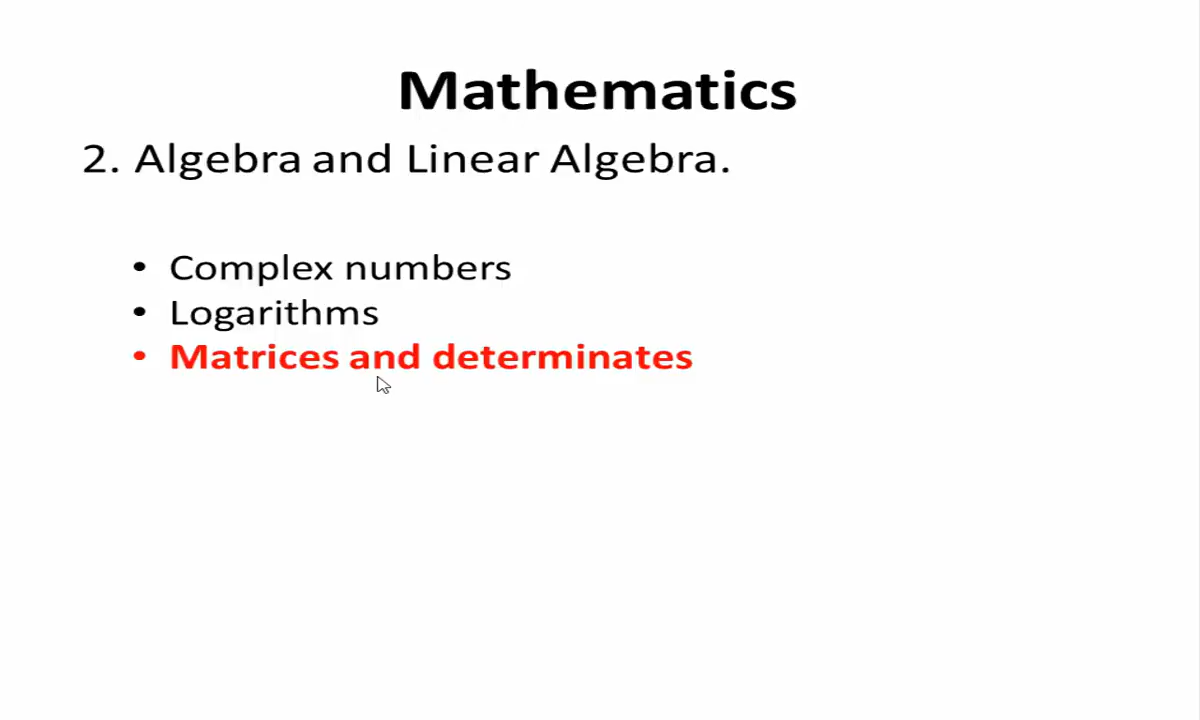 Mathematics
2. Algebra and Linear Algebra.
• Complex numbers
• Logarithms
• Matrices and determinates